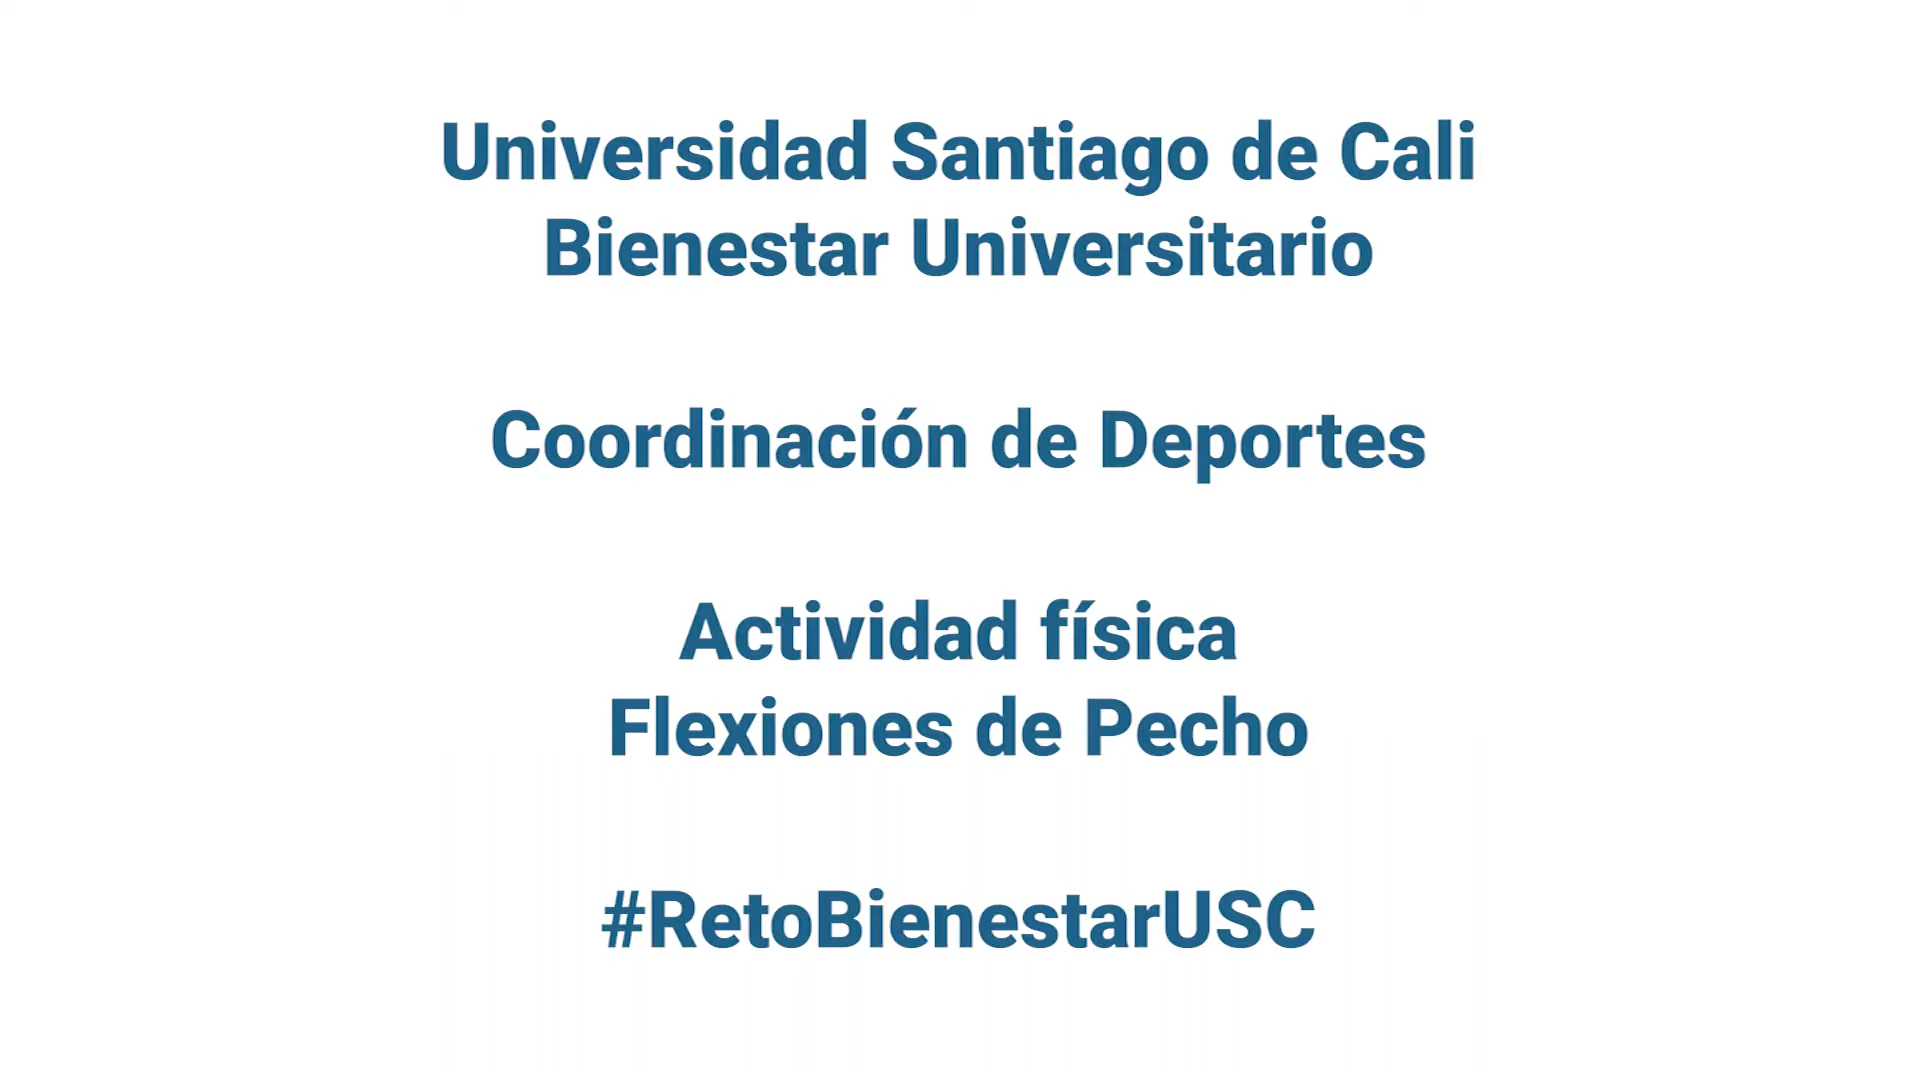 Universidad Santiago de Cali
Bienestar Universitario
Coordinación de Deportes
Actividad física
Flexiones de Pecho
#RetoBienestarUSC